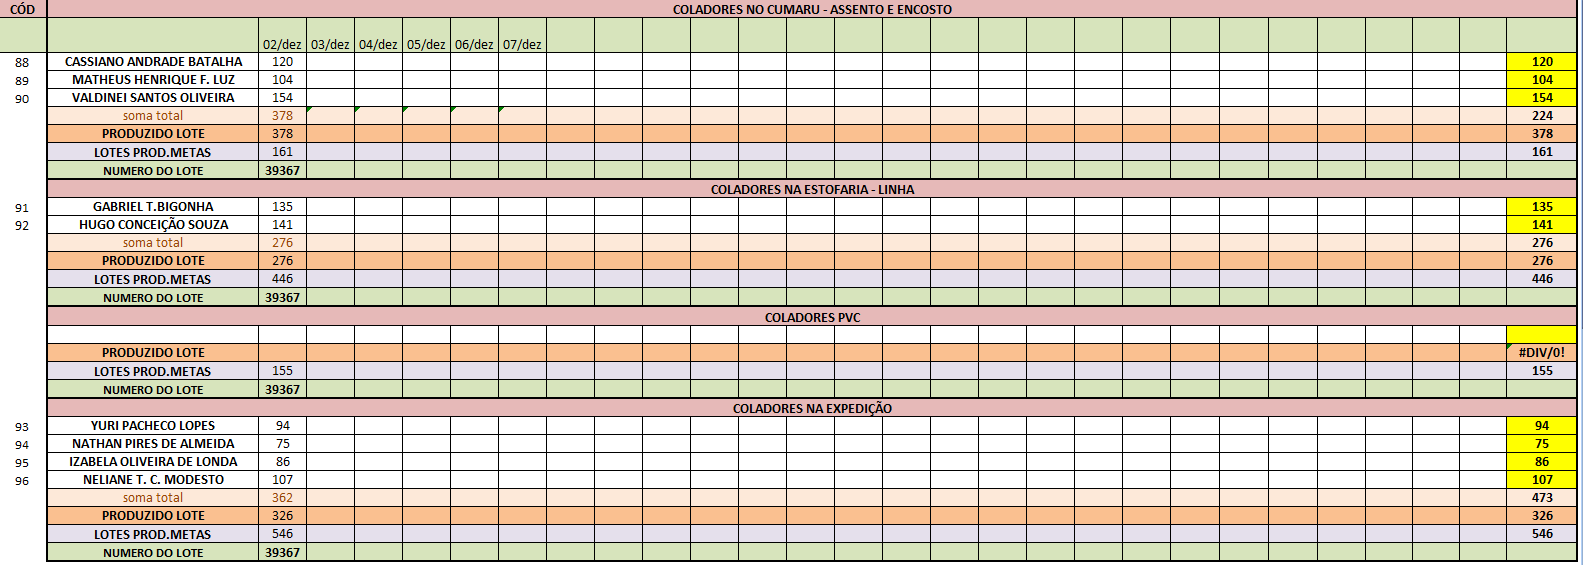 CÓD COLADORES NO CUMARU - ASSENTO E ENCOSTO
02/dez 03/dez 04/dez 05/dez 06/dez 07/dez
88 CASSIANO ANDRADE BATALHA 120 120
89 MATHEUS HENRIQUE F. LUZ 104 104
90 VALDINEI SANTOS OLIVEIRA 154 154
soma total 378 224
PRODUZIDO LOTE 378 378
LOTES PROD.METAS 161 161
NUMERO DO LOTE 39367
COLADORES NA ESTOFARIA - LINHA
91 GABRIEL T.BIGONHA 135 135
92 HUGO CONCEIÇÃO SOUZA 141 141
soma total 276 276
PRODUZIDO LOTE 276 276
LOTES PROD.METAS 446 446
NUMERO DO LOTE 39367
COLADORES PVC
PRODUZIDO LOTE #DIV/0!
LOTES PROD.METAS 155 155
NUMERO DO LOTE 39367
COLADORES NA EXPEDIÇÃO
93 YURI PACHECO LOPES 94 94
94 NATHAN PIRES DE ALMEIDA 75 75
95 IZABELA OLIVEIRA DE LONDA 86 86
96 NELIANE T. C. MODESTO 107 107
soma total 362 473
PRODUZIDO LOTE 326 326
LOTES PROD.METAS 546 546
NUMERO DO LOTE 39367